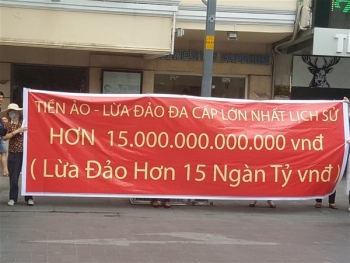 TIỀN ẢO - LỪA ĐẢO ĐA CẤP LỚN NHẤT LỊCH SỬ
HƠN 15.000.000.000.000 vnđ
( Lừa Đảo Hơn 15 Ngàn Tỷ vnđ)